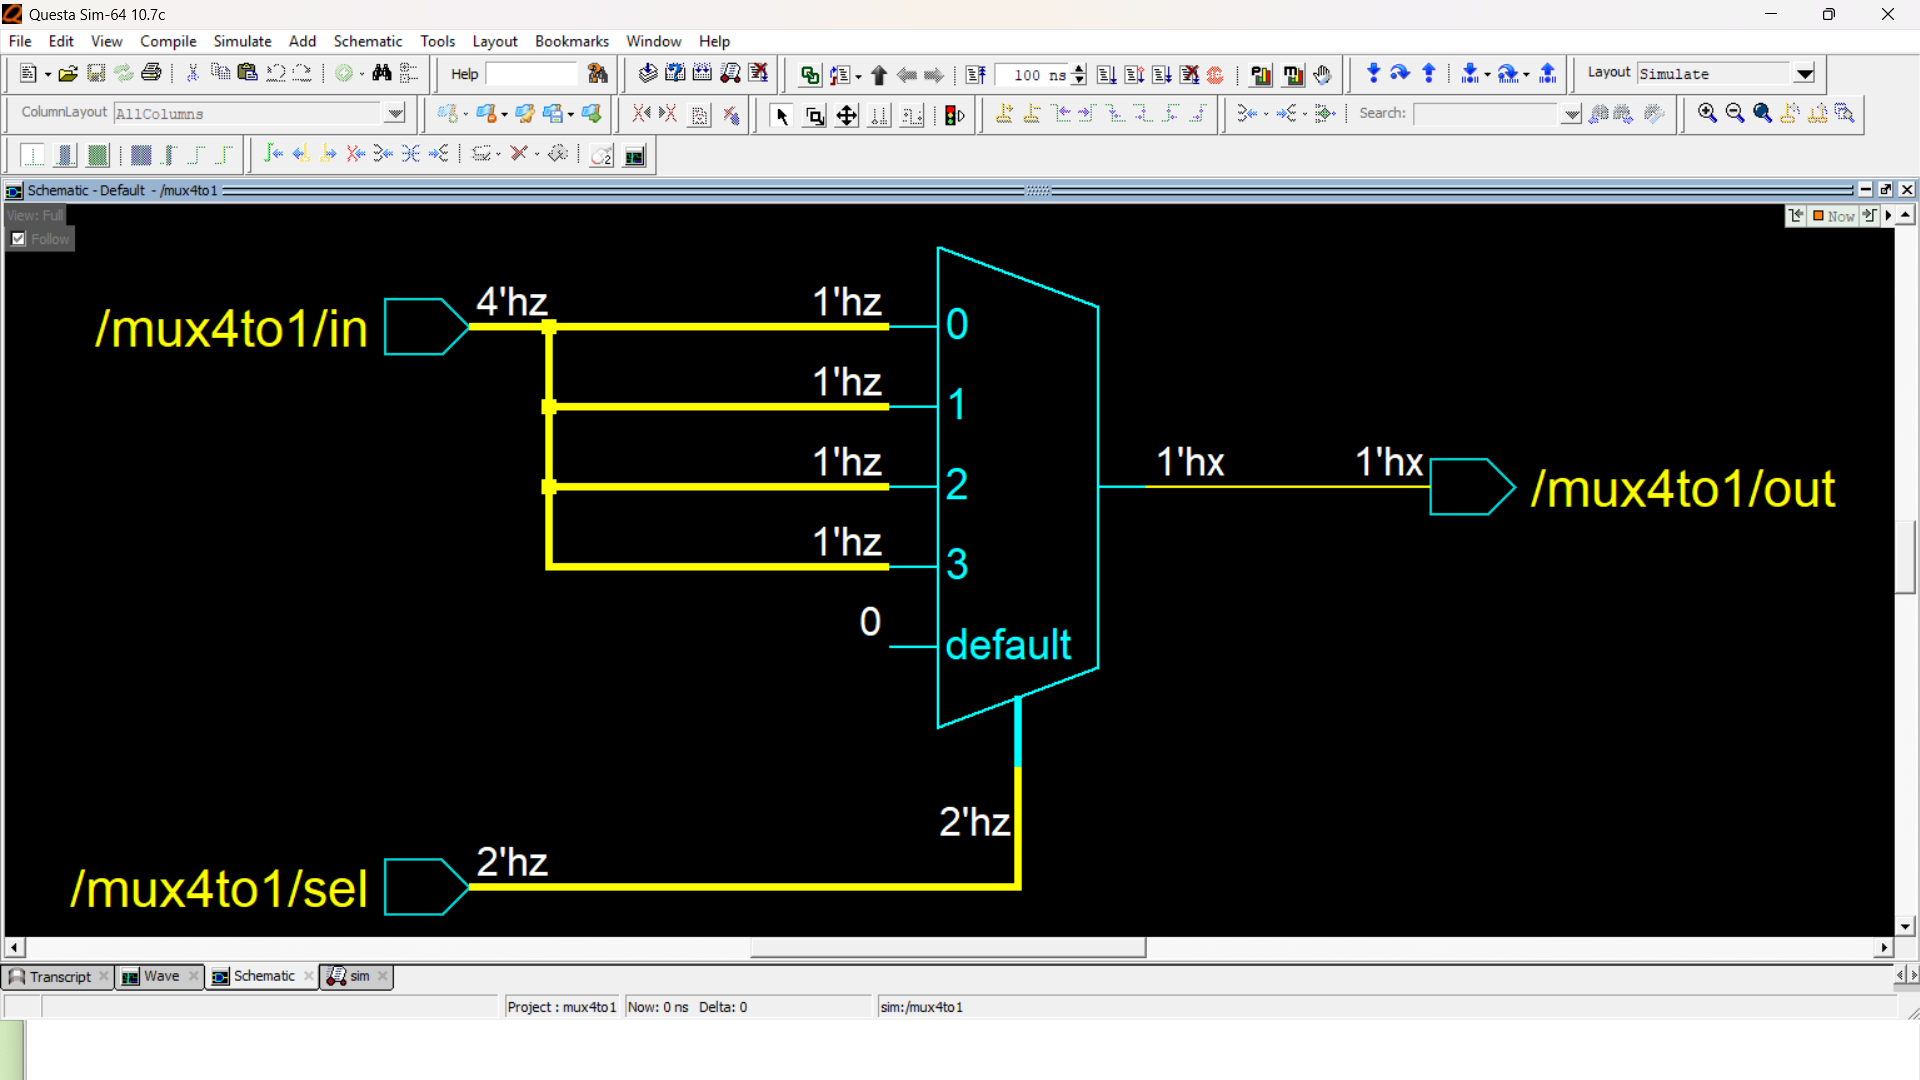 Questa Sim-64 10.7c
File Edit View Compile Simulate Add Schematic Tools Layout Bookmarks Window Help
Help 100 ns Layout Simulate
ColumnLayout AllColumns Search:
Schematic - Default - /mux4to1
View: Full
Now
Follow
/mux4to1/in 4'hz 1'hz 0
1'hz 1
1'hz 2
1'hx 1'hx /mux4to1/out
1'hz 3
0 default
2'hz
/mux4to1/sel 2'hz
Transcript Wave Schematic sim
Project : mux4to1 Now: 0 ns Delta: 0 sim:/mux4to1